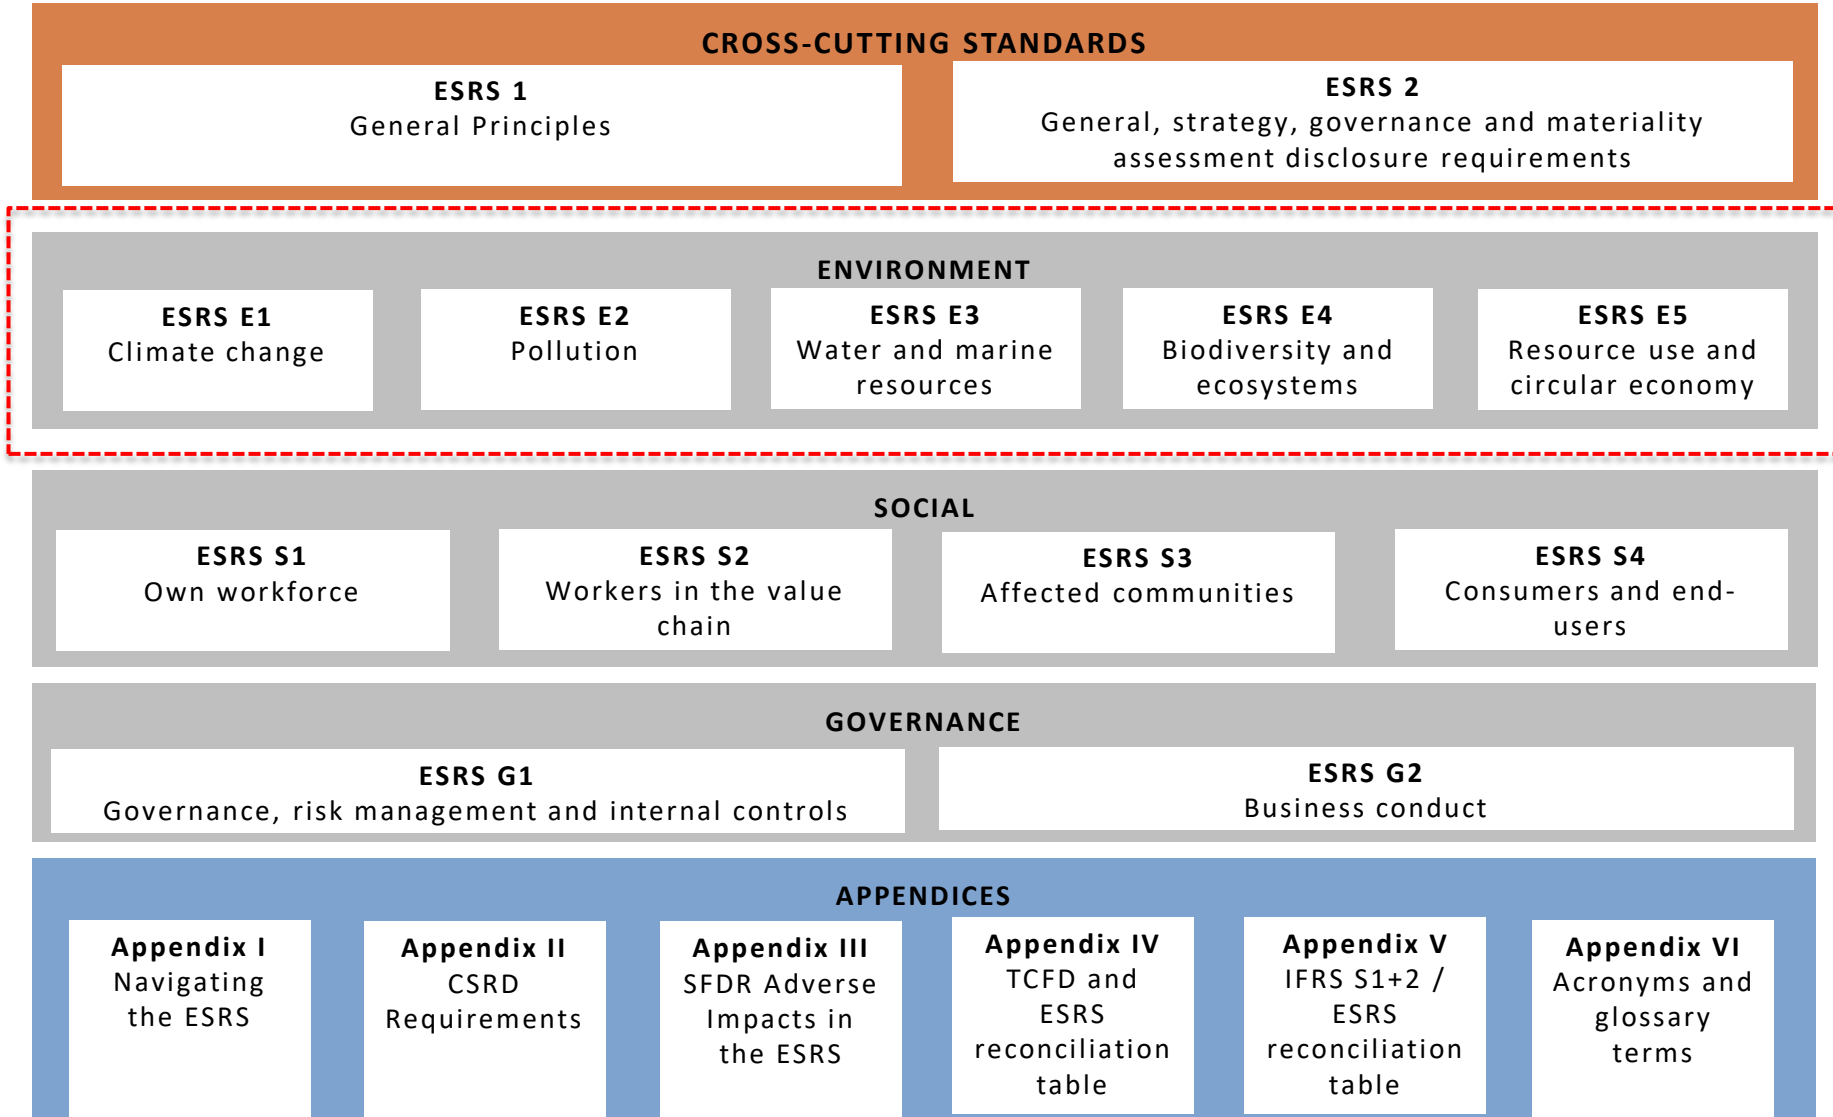 CROSS-CUTTING STANDARDS
ESRS 1
General Principles
ESRS 2
General, strategy, governance and materiality
assessment disclosure requirements
ENVIRONMENT
ESRS E1
Climate change
ESRS E2
Pollution
ESRS E3
Water and marine
resources
ESRS E4
Biodiversity and
ecosystems
ESRS E5
Resource use and
circular economy
SOCIAL
ESRS S1
Own workforce
ESRS S2
Workers in the value
chain
ESRS S3
Affected communities
ESRS S4
Consumers and end-
users
GOVERNANCE
ESRS G1
Governance, risk management and internal controls
ESRS G2
Business conduct
APPENDICES
Appendix I
Navigating
the ESRS
Appendix II
CSRD
Requirements
Appendix III
SFDR Adverse
Impacts in
the ESRS
Appendix IV
TCFD and
ESRS
reconciliation
table
Appendix V
IFRS S1+2 /
ESRS
reconciliation
table
Appendix VI
Acronyms and
glossary
terms